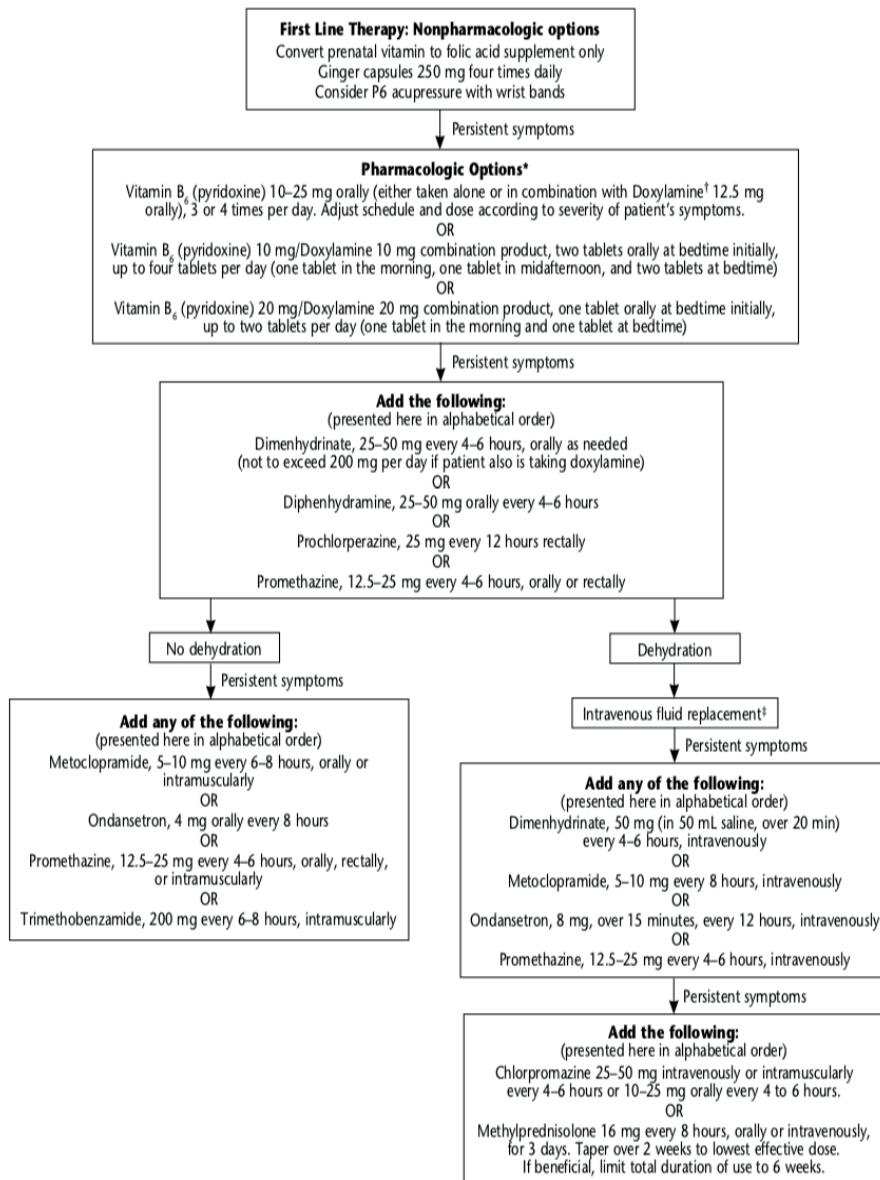 First Line Therapy: Nonpharmacologic options
Convert prenatal vitamin to folic acid supplement only
Ginger capsules 250 mg four times daily
Consider P6 acupressure with wrist bands
Persistent symptoms
Pharmacologic Options*
Vitamin B6 (pyridoxine) 10–25 mg orally (either taken alone or in combination with Doxylamine† 12.5 mg
orally), 3 or 4 times per day. Adjust schedule and dose according to severity of patient’s symptoms.
OR
Vitamin B6 (pyridoxine) 10 mg/Doxylamine 10 mg combination product, two tablets orally at bedtime initially,
up to four tablets per day (one tablet in the morning, one tablet in midafternoon, and two tablets at bedtime)
OR
Vitamin B6 (pyridoxine) 20 mg/Doxylamine 20 mg combination product, one tablet orally at bedtime initially,
up to two tablets per day (one tablet in the morning and one tablet at bedtime)
Persistent symptoms
Add the following:
(presented here in alphabetical order)
Dimenhydrinate, 25–50 mg every 4–6 hours, orally as needed
(not to exceed 200 mg per day if patient also is taking doxylamine)
OR
Diphenhydramine, 25–50 mg orally every 4–6 hours
OR
Prochlorperazine, 25 mg every 12 hours rectally
OR
Promethazine, 12.5–25 mg every 4–6 hours, orally or rectally
No dehydration
Persistent symptoms
Add any of the following:
(presented here in alphabetical order)
Metoclopramide, 5–10 mg every 6–8 hours, orally or
intramuscularly
OR
Ondansetron, 4 mg orally every 8 hours
OR
Promethazine, 12.5–25 mg every 4–6 hours, orally, rectally,
or intramuscularly
OR
Trimethobenzamide, 200 mg every 6–8 hours, intramuscularly
Dehydration
Intravenous fluid replacement‡
Persistent symptoms
Add any of the following:
(presented here in alphabetical order)
Dimenhydrinate, 50 mg (in 50 mL saline, over 20 min)
every 4–6 hours, intravenously
OR
Metoclopramide, 5–10 mg every 8 hours, intravenously
OR
Ondansetron, 8 mg, over 15 minutes, every 12 hours, intravenously
OR
Promethazine, 12.5–25 mg every 4–6 hours, intravenously
Persistent symptoms
Add the following:
(presented here in alphabetical order)
Chlorpromazine 25–50 mg intravenously or intramuscularly
every 4–6 hours or 10–25 mg orally every 4 to 6 hours.
OR
Methylprednisolone 16 mg every 8 hours, orally or intravenously,
for 3 days. Taper over 2 weeks to lowest effective dose.
If beneficial, limit total duration of use to 6 weeks.